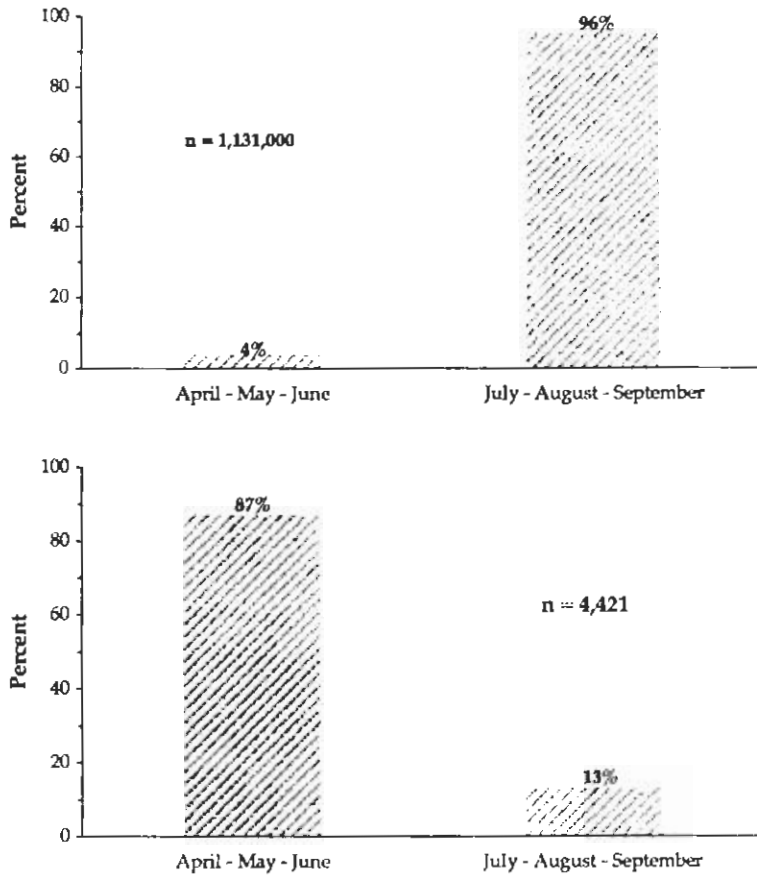 100
96%
80
n = 1,131,000
60
Percent
40
20
4%
0
April - May - June
July - August - September
100
87%
80
60
n = 4,421
Percent
40
20
13%
0
April - May - June
July - August - September